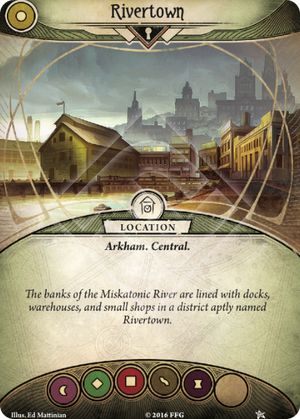 Rivertown
LOCATION
Arkham. Central.
The banks of the Miskatonic River are lined with docks,
warehouses, and small shops in a district aptly named
Rivertown.
Illus. Ed Mattinian
© 2016 FFG